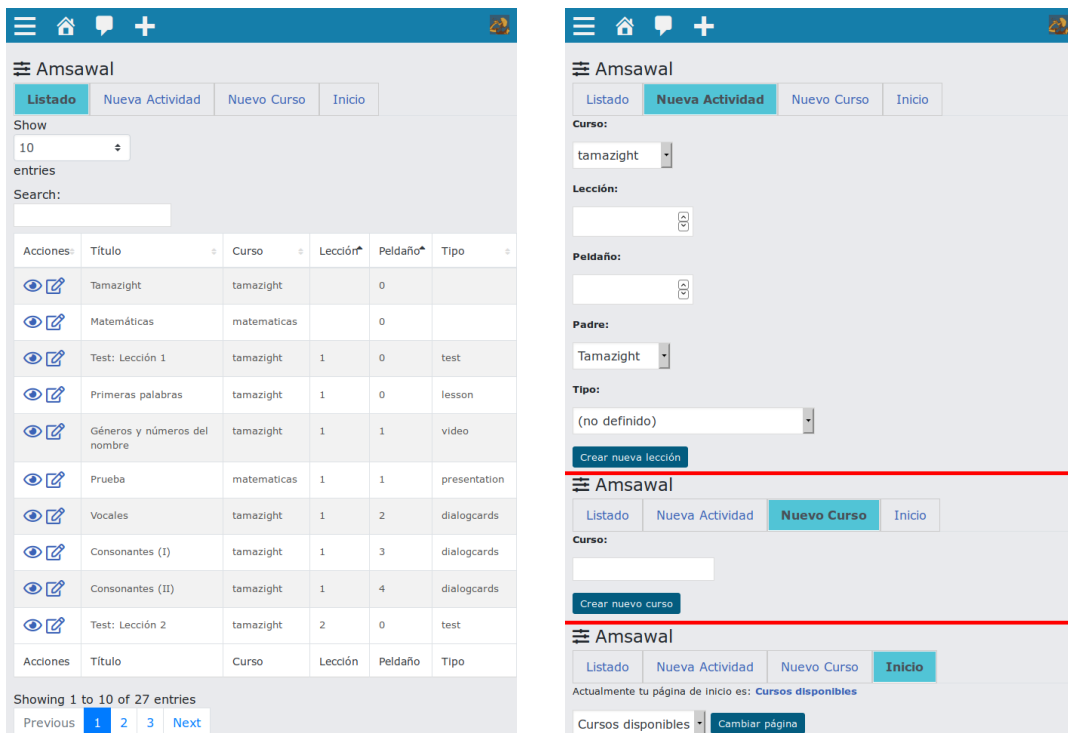 Amsawal
Listado Nueva Actividad Nuevo Curso Inicio
Show
10
entries
Search:
Acciones Título Curso Lección Peldaño Tipo
Tamazight tamazight 0
Matemáticas matematicas 0
Test: Lección 1 tamazight 1 0 test
Primeras palabras tamazight 1 0 lesson
Géneros y números del
nombre tamazight 1 1 video
Prueba matematicas 1 1 presentation
Vocales tamazight 1 2 dialogcards
Consonantes (I) tamazight 1 3 dialogcards
Consonantes (II) tamazight 1 4 dialogcards
Test: Lección 2 tamazight 2 0 test
Acciones Título Curso Lección Peldaño Tipo
Showing 1 to 10 of 27 entries
Previous 1 2 3 Next
Amsawal
Listado Nueva Actividad Nuevo Curso Inicio
Curso:
tamazight
Lección:
Peldaño:
Padre:
Tamazight
Tipo:
(no definido)
Crear nueva lección
Amsawal
Listado Nueva Actividad Nuevo Curso Inicio
Curso:
Crear nuevo curso
Amsawal
Listado Nueva Actividad Nuevo Curso Inicio
Actualmente tu página de inicio es: Cursos disponibles
Cursos disponibles Cambiar página